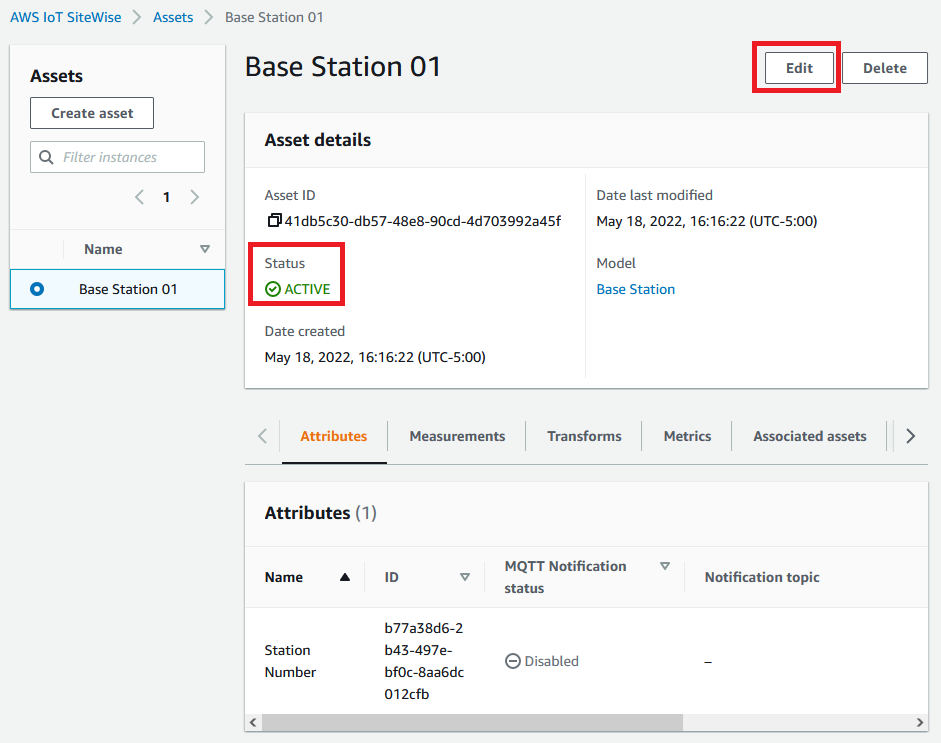 AWS IoT SiteWise > Assets > Base Station 01
Assets
Create asset
Filter instances
1
Name
Base Station 01
Base Station 01
Edit
Delete
Asset details
Asset ID
41db5c30-db57-48e8-90cd-4d703992a45f
Status
ACTIVE
Date created
May 18, 2022, 16:16:22 (UTC-5:00)
Date last modified
May 18, 2022, 16:16:22 (UTC-5:00)
Model
Base Station
Attributes
Measurements
Transforms
Metrics
Associated assets
Attributes (1)
Name
ID
MQTT Notification
status
Notification topic
Station
Number
b77a38d6-2
b43-497e-
bf0c-8aa6dc
012cfb
Disabled
–